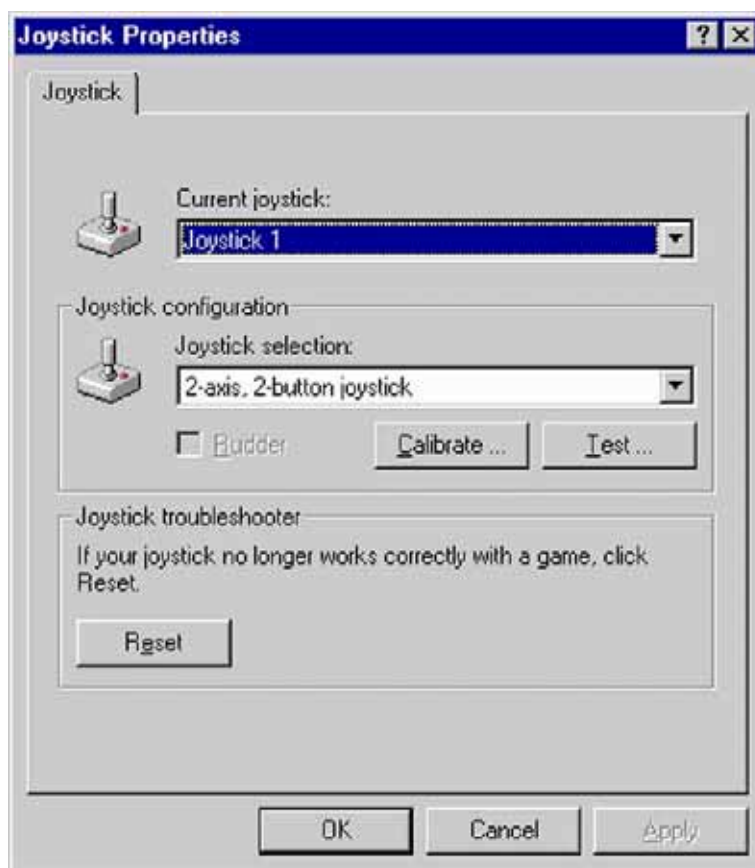 Joystick Properties
Joystick
Current joystick:
Joystick 1
Joystick configuration
Joystick selection:
2-axis, 2-button joystick
Rudder
Calibrate ...
Test ...
Joystick troubleshooter
If your joystick no longer works correctly with a game, click
Reset.
Reset
OK
Cancel
Apply